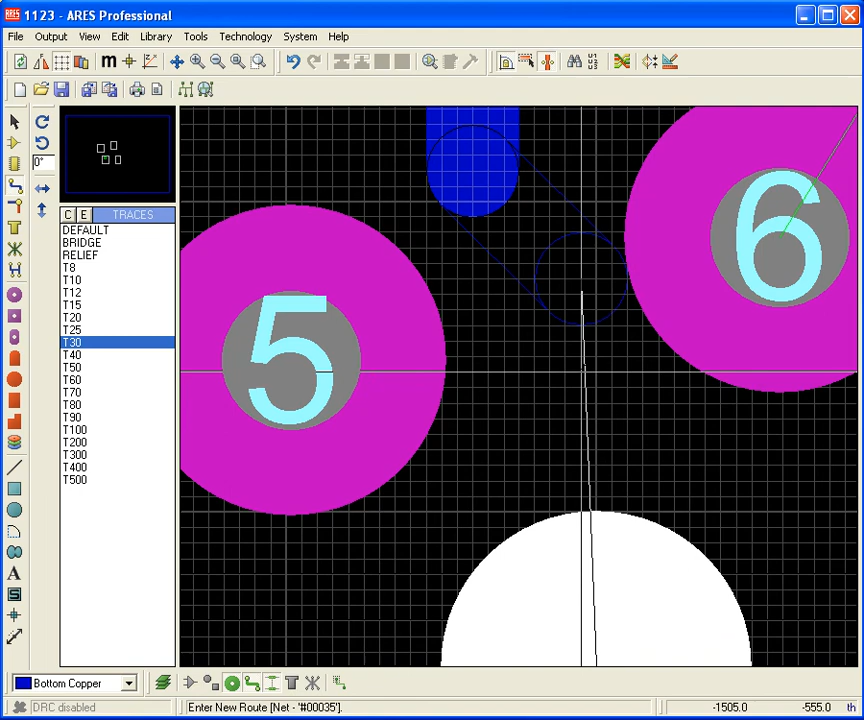 ARES 1123 - ARES Professional
File Output View Edit Library Tools Technology System Help
m
0°
C E TRACES
DEFAULT
BRIDGE
RELIEF
T8
T10
T12
T15
T20
T25
T30
T40
T50
T60
T70
T80
T90
T100
T200
T300
T400
T500
A
S
5
6
Bottom Copper
DRC disabled
Enter New Route [Net - '#00035'].
-1505.0 -555.0 th